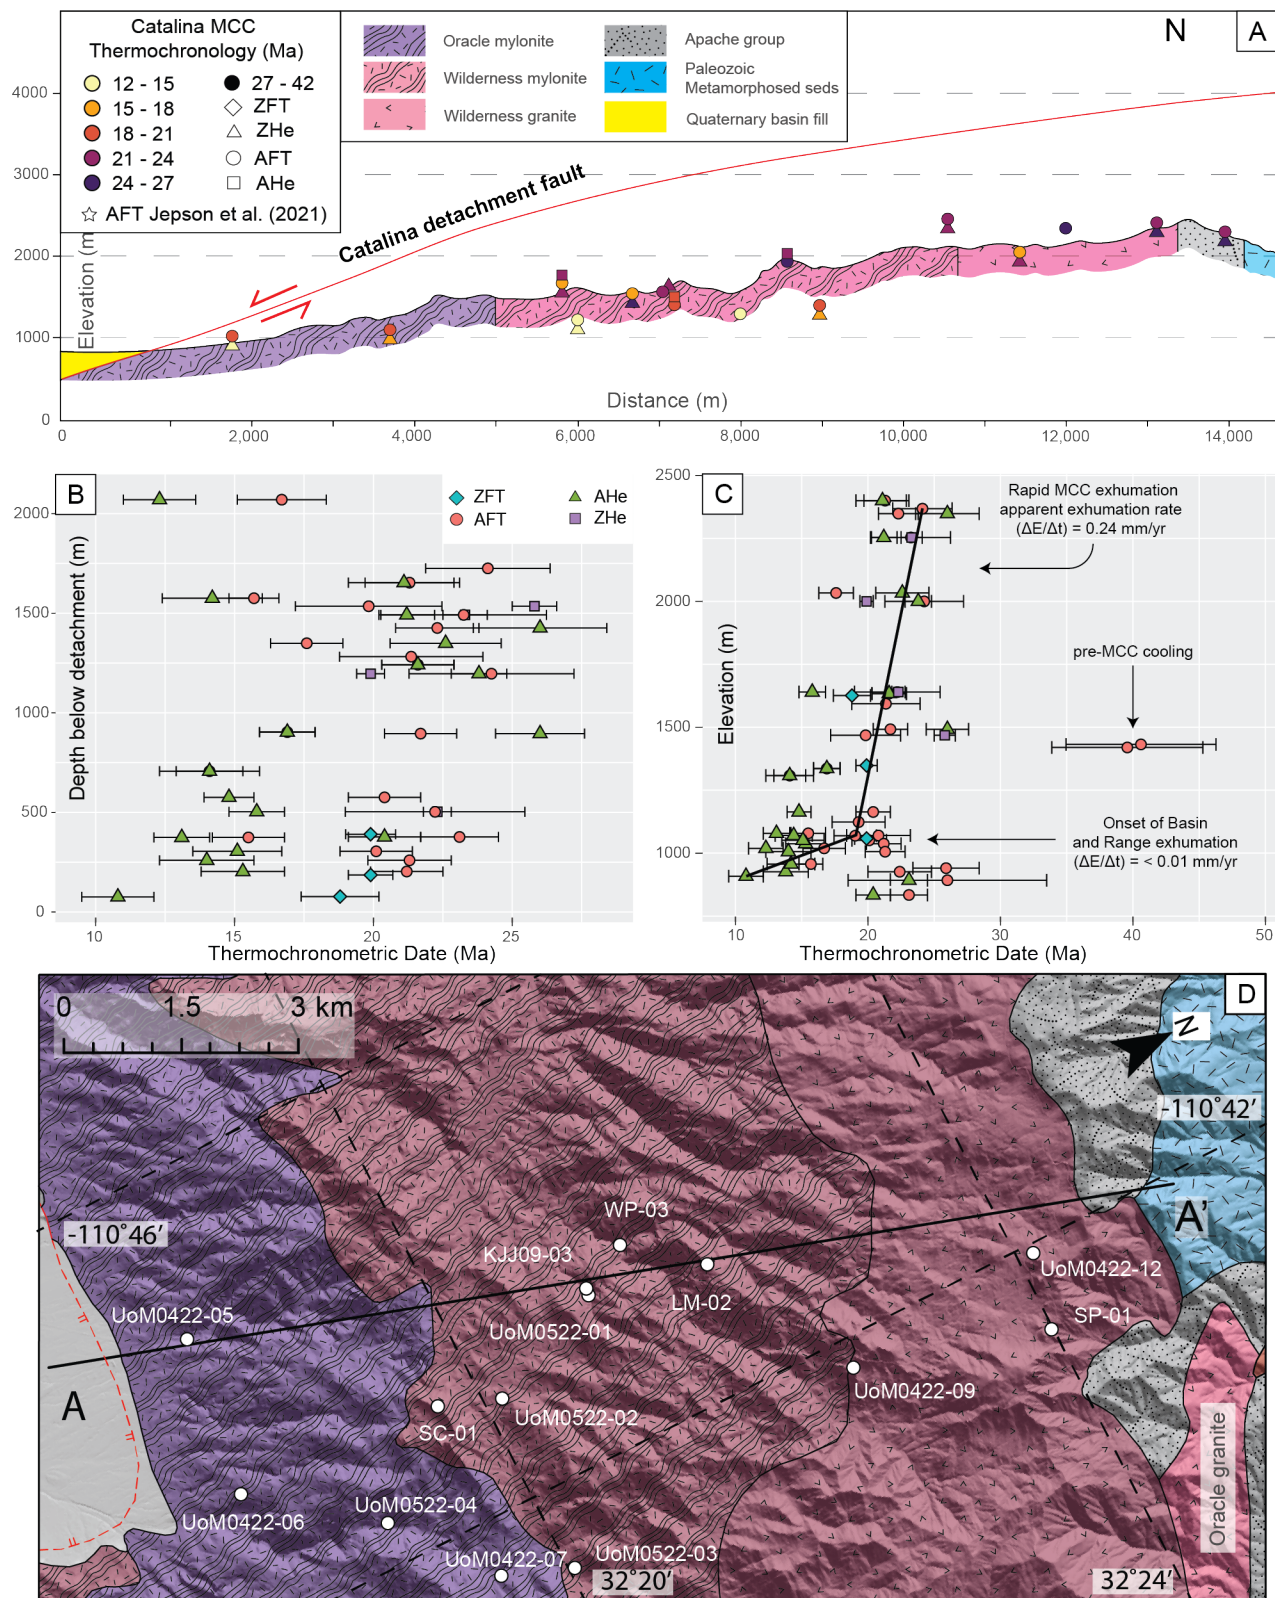 Catalina MCC
Thermochronology (Ma)
12 - 15
15 - 18
18 - 21
21 - 24
24 - 27
27 - 42
ZFT
ZHe
AFT
AHe
AFT Jepson et al. (2021)
Oracle mylonite
Wilderness mylonite
Wilderness granite
Apache group
Paleozoic
Metamorphosed seds
Quaternary basin fill
N
A
4000
3000
2000
1000
0
Elevation (m
Catalina detachment fault
Distance (m)
0
2,000
4,000
6,000
8,000
10,000
12,000
14,000
B
ZFT
AFT
AHe
ZHe
Depth below detachment (m)
2000
1500
1000
500
0
10
15
20
25
Thermochronometric Date (Ma)
C
2500
2000
1500
1000
Elevation (m)
Rapid MCC exhumation
apparent exhumation rate
(ΔE/Δt) = 0.24 mm/yr
pre-MCC cooling
Onset of Basin
and Range exhumation
(ΔE/Δt) = < 0.01 mm/yr
10
20
30
40
50
Thermochronometric Date (Ma)
0 1.5 3 km
D
N
-110°42′
-110°46′
A'
WP-03
KJJ09-03
UoM0422-12
LM-02
UoM0422-05
SP-01
UoM0522-01
UoM0422-09
A
UoM0522-02
SC-01
Oracle granite
UoM0522-04
UoM0422-06
UoM0422-07
UoM0522-03
32°20′
32°24′